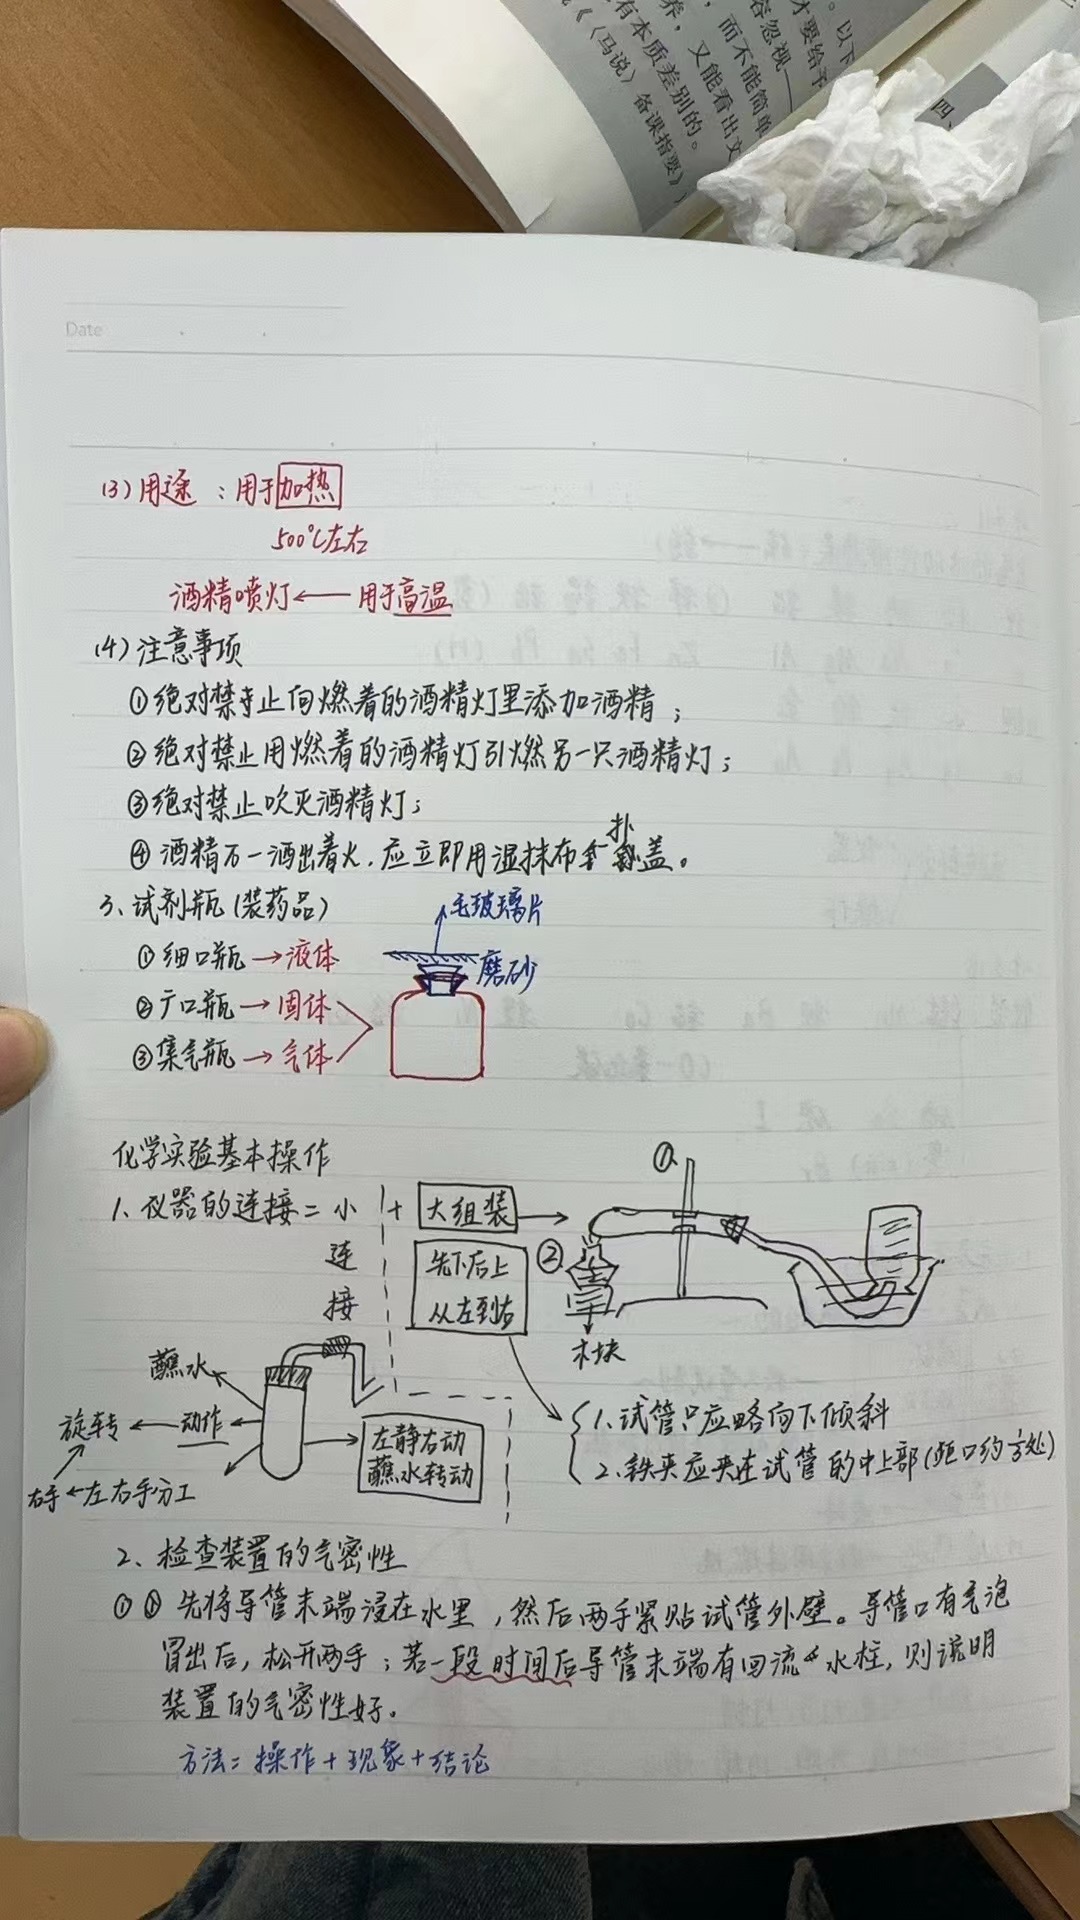 。以下
才要给予
容忽视——
，而不能简单
养，又能看出文
有本质差别的。
《〈马说〉备课指要》
四、
Date
(3) 用途：用于加热
500℃左右
酒精喷灯←——用于高温
(4) 注意事项
①绝对禁止向燃着的酒精灯里添加酒精；
②绝对禁止用燃着的酒精灯引燃另一只酒精灯；
③绝对禁止吹灭酒精灯；
④酒精万一洒出着火，应立即用湿抹布扑盖。
3、试剂瓶(装药品)
毛玻璃片
①细口瓶→液体
磨砂
②广口瓶→固体
③集气瓶→气体
化学实验基本操作
1、仪器的连接=小连接+大组装→
①
②
先下后上
从左到右
木块
蘸水
旋转←动作
右手←左右手分工
左静右动
蘸水转动
1.试管口应略向下倾斜
2.铁夹应夹在试管的中上部(距口约⅓处)
2、检查装置的气密性
① ① 先将导管末端浸在水里，然后两手紧贴试管外壁。导管口有气泡
冒出后，松开两手；若一段时间后导管末端有回流水柱，则说明
装置的气密性好。
方法=操作+现象+结论